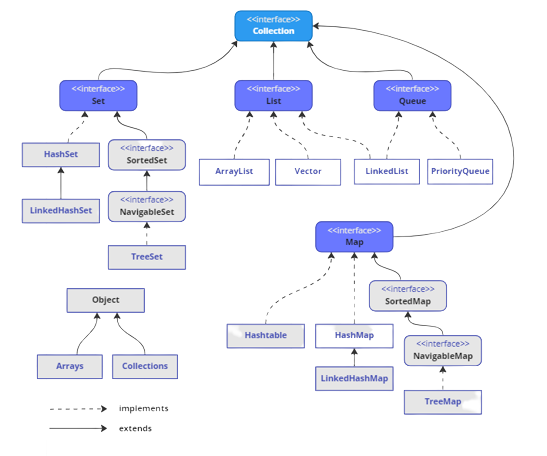 <<interface>>
Collection
<<interface>>
Set
<<interface>>
List
<<interface>>
Queue
HashSet
<<interface>>
SortedSet
ArrayList
Vector
LinkedList
PriorityQueue
LinkedHashSet
<<interface>>
NavigableSet
TreeSet
<<interface>>
Map
Object
<<interface>>
SortedMap
Hashtable
HashMap
<<interface>>
NavigableMap
Arrays
Collections
LinkedHashMap
TreeMap
implements
extends